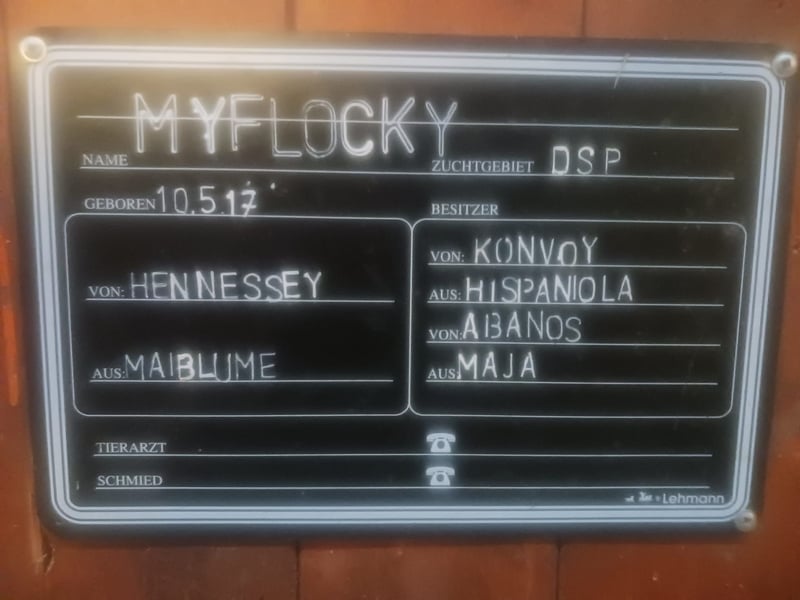 MYFLOCKY
NAME ZUCHTGEBIET DSP
GEBOREN 10.5.17 BESITZER
VON: HENNESSEY
AUS: MAIBLUME
VON: KONVOY
AUS: HISPANIOLA
VON: ABANOS
AUS: MAJA
TIERARZT
SCHMIED
Lehmann